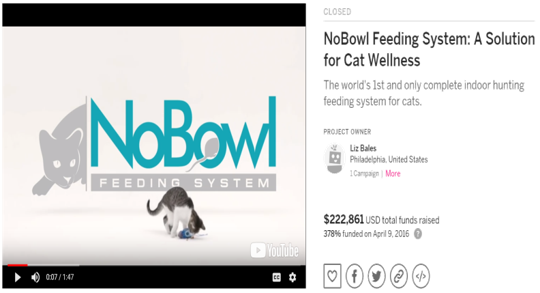 CLOSED
NoBowl Feeding System: A Solution
for Cat Wellness
The world's 1st and only complete indoor hunting
feeding system for cats.
PROJECT OWNER
Liz Bales
Philadelphia, United States
1 Campaign | More
$222,861 USD total funds raised
378% funded on April 9, 2016
NoBowl
FEEDING SYSTEM
YouTube
0:07 / 1:47